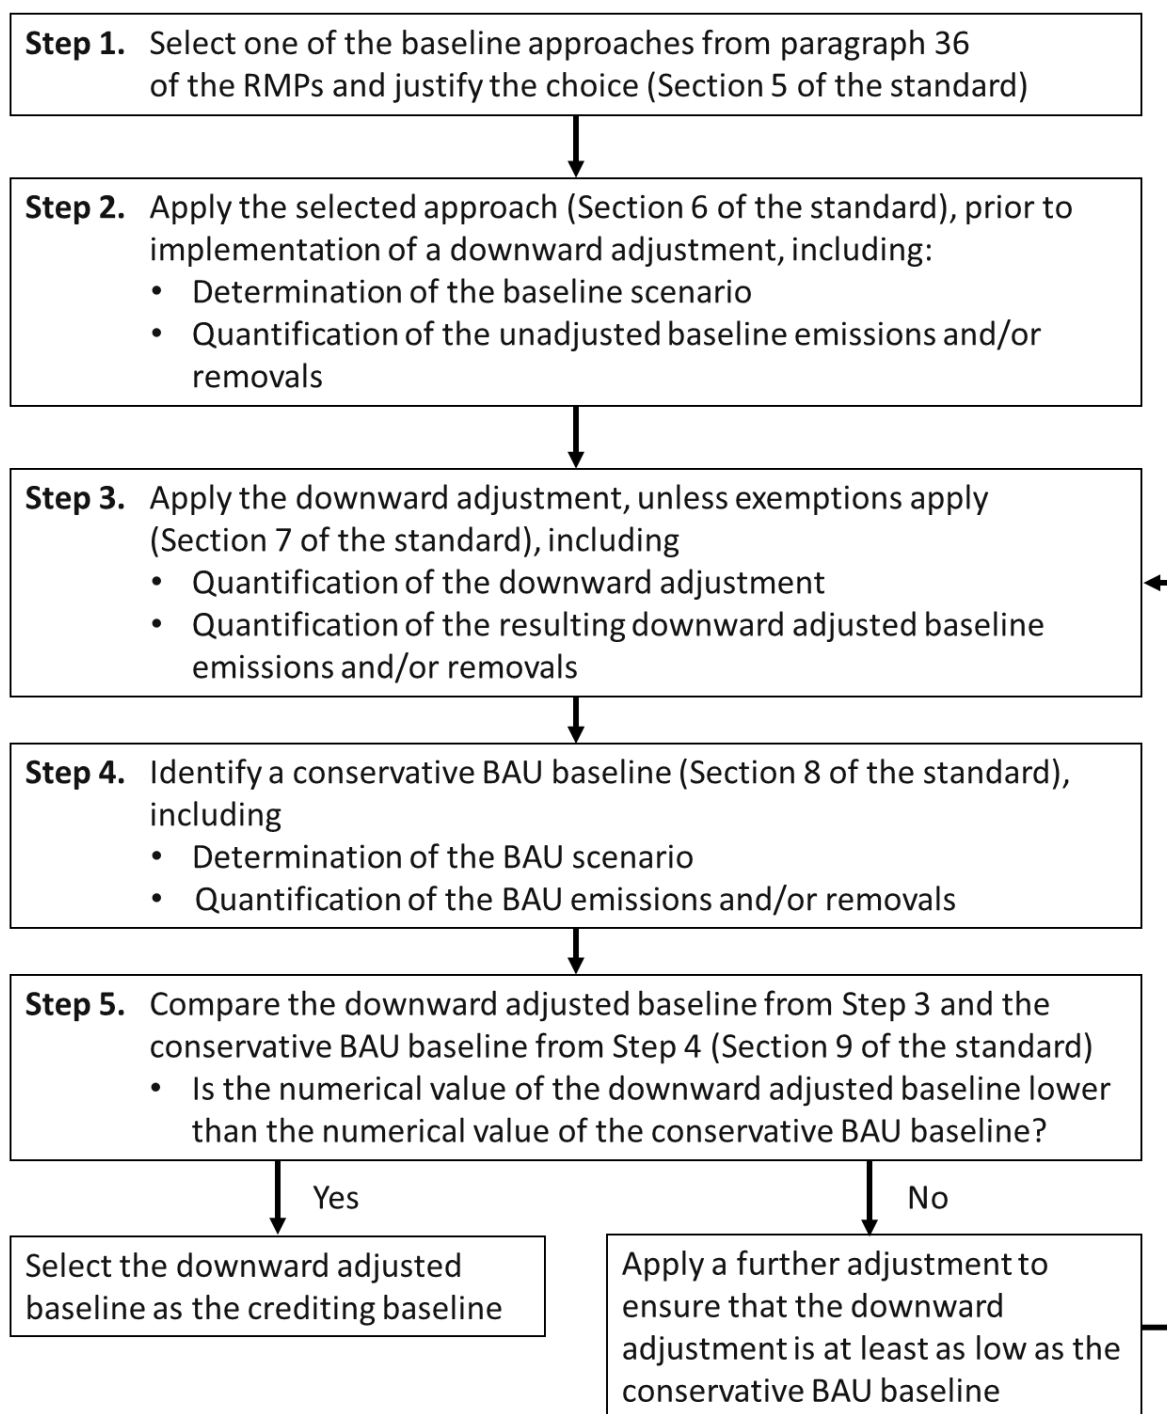 Step 1. Select one of the baseline approaches from paragraph 36
of the RMPs and justify the choice (Section 5 of the standard)
Step 2. Apply the selected approach (Section 6 of the standard), prior to
implementation of a downward adjustment, including:
• Determination of the baseline scenario
• Quantification of the unadjusted baseline emissions and/or
removals
Step 3. Apply the downward adjustment, unless exemptions apply
(Section 7 of the standard), including
• Quantification of the downward adjustment
• Quantification of the resulting downward adjusted baseline
emissions and/or removals
Step 4. Identify a conservative BAU baseline (Section 8 of the standard),
including
• Determination of the BAU scenario
• Quantification of the BAU emissions and/or removals
Step 5. Compare the downward adjusted baseline from Step 3 and the
conservative BAU baseline from Step 4 (Section 9 of the standard)
• Is the numerical value of the downward adjusted baseline lower
than the numerical value of the conservative BAU baseline?
Yes
No
Select the downward adjusted
baseline as the crediting baseline
Apply a further adjustment to
ensure that the downward
adjustment is at least as low as the
conservative BAU baseline